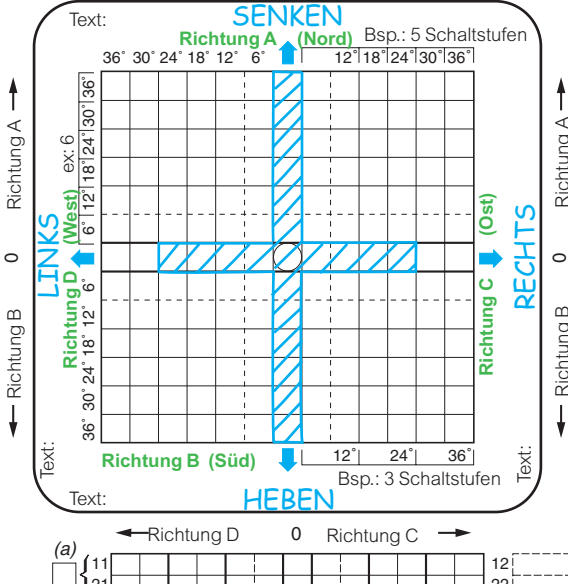 Text: SENKEN
Richtung A (Nord) Bsp.: 5 Schaltstufen
36° 30° 24° 18° 12° 6° 12° 18° 24° 30° 36°
Richtung A 0 Richtung B
ex: 6
36° 30° 24° 18° 12° 6°
6° 12° 18° 24° 30° 36°
LINKS
Richtung D (West)
Richtung C (Ost)
RECHTS
Richtung A 0 Richtung B
Richtung B (Süd) 12° 24° 36°
Bsp.: 3 Schaltstufen
Text:
Text:
Text: HEBEN
Richtung D 0 Richtung C
(a)
11 12